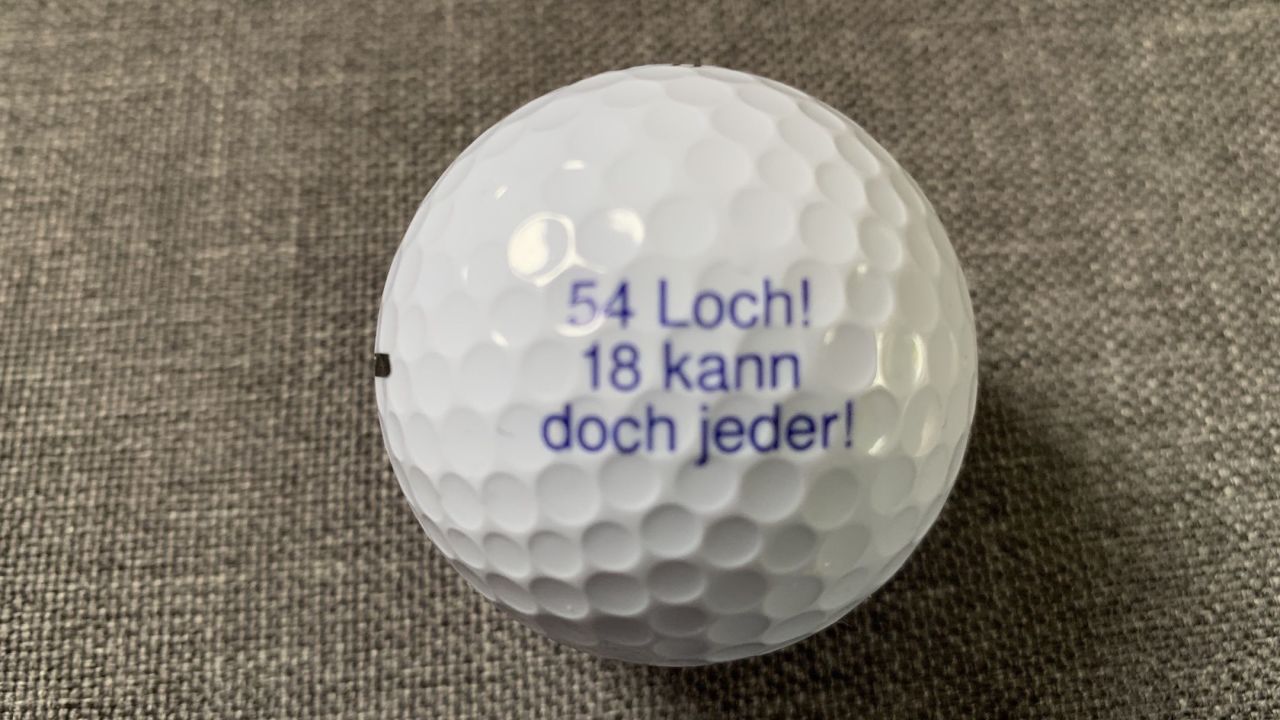 54 Loch!
18 kann
doch jeder!